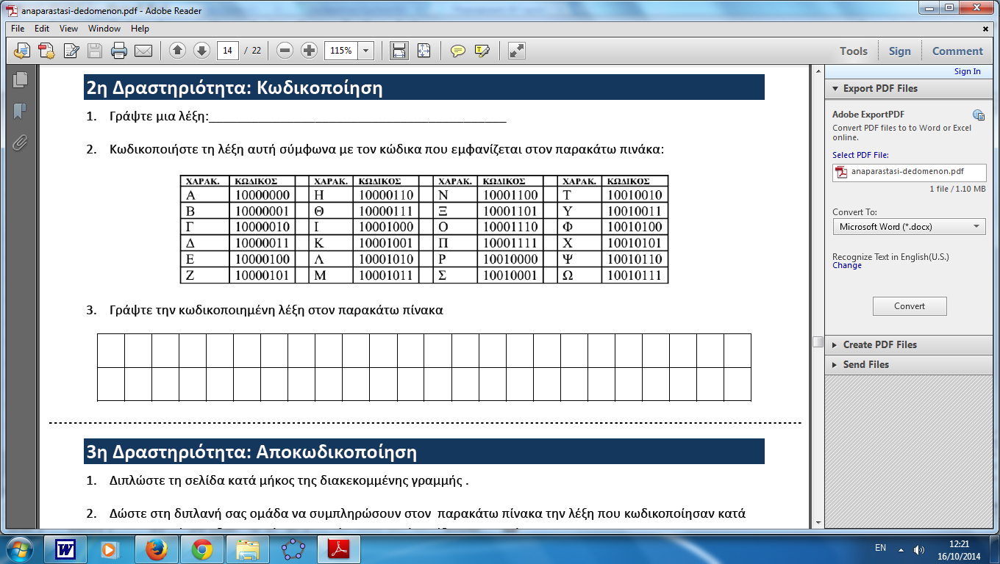 anaparastasi-dedomenon.pdf - Adobe Reader
File Edit View Window Help
14 / 22 115% Tools Sign Comment
Sign In
2η Δραστηριότητα: Κωδικοποίηση
1. Γράψτε μια λέξη:_______________________________________________
2. Κωδικοποιήστε τη λέξη αυτή σύμφωνα με τον κώδικα που εμφανίζεται στον παρακάτω πινάκα:
ΧΑΡΑΚ. ΚΩΔΙΚΟΣ ΧΑΡΑΚ. ΚΩΔΙΚΟΣ ΧΑΡΑΚ. ΚΩΔΙΚΟΣ ΧΑΡΑΚ. ΚΩΔΙΚΟΣ
Α 10000000 Η 10000110 Ν 10001100 Τ 10010010
Β 10000001 Θ 10000111 Ξ 10001101 Υ 10010011
Γ 10000010 Ι 10001000 Ο 10001110 Φ 10010100
Δ 10000011 Κ 10001001 Π 10001111 Χ 10010101
Ε 10000100 Λ 10001010 Ρ 10010000 Ψ 10010110
Ζ 10000101 Μ 10001011 Σ 10010001 Ω 10010111
3. Γράψτε την κωδικοποιημένη λέξη στον παρακάτω πίνακα
3η Δραστηριότητα: Αποκωδικοποίηση
1. Διπλώστε τη σελίδα κατά μήκος της διακεκομμένης γραμμής .
2. Δώστε στη διπλανή σας ομάδα να συμπληρώσουν στον παρακάτω πίνακα την λέξη που κωδικοποίησαν κατά
Export PDF Files
Adobe ExportPDF
Convert PDF files to to Word or Excel
online.
Select PDF File:
anaparastasi-dedomenon.pdf
1 file / 1.10 MB
Convert To:
Microsoft Word (*.docx)
Recognize Text in English(U.S.)
Change
Convert
Create PDF Files
Send Files
EN
12:21
16/10/2014